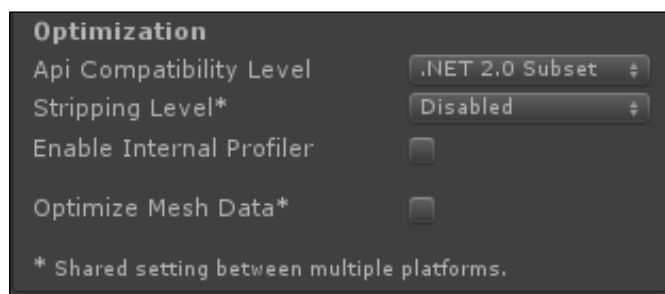 Optimization
Api Compatibility Level .NET 2.0 Subset
Stripping Level* Disabled
Enable Internal Profiler
Optimize Mesh Data*
* Shared setting between multiple platforms.